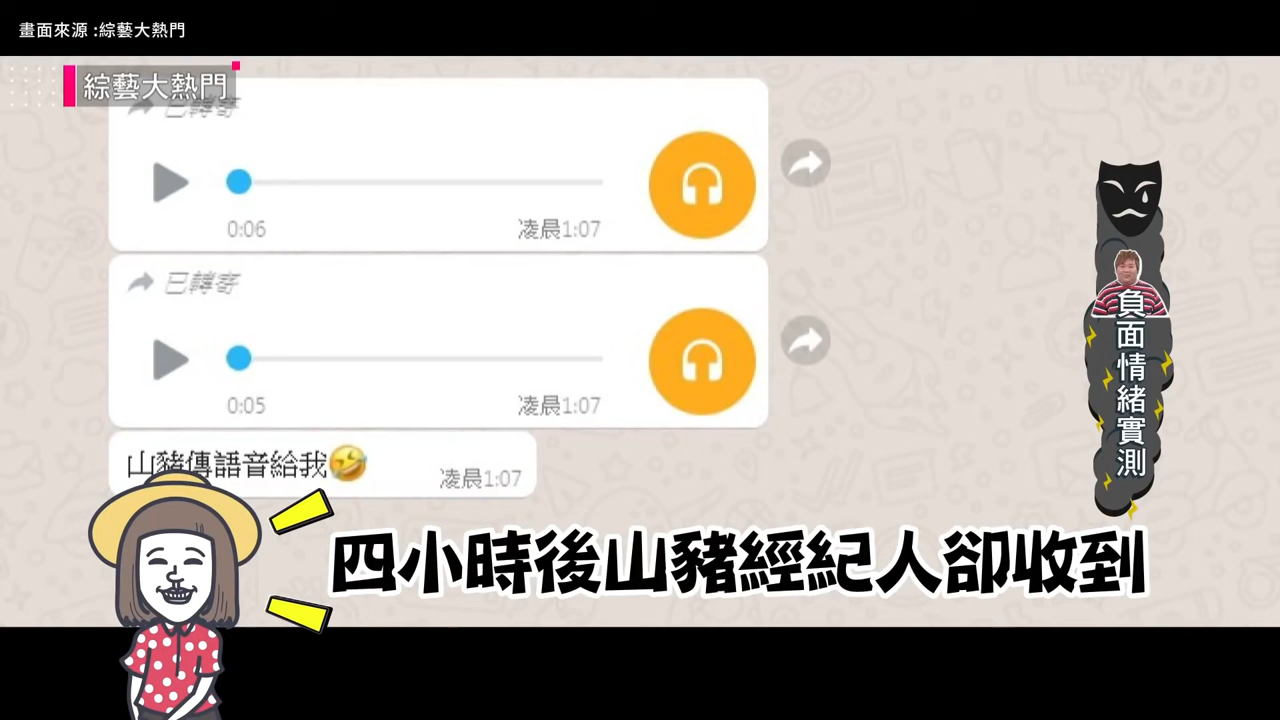 畫面來源 :綜藝大熱門
綜藝大熱門
已轉寄
0:06
凌晨1:07
已轉寄
0:05
凌晨1:07
山豬傳語音給我🤣
凌晨1:07
負面情緒實測
四小時後山豬經紀人卻收到